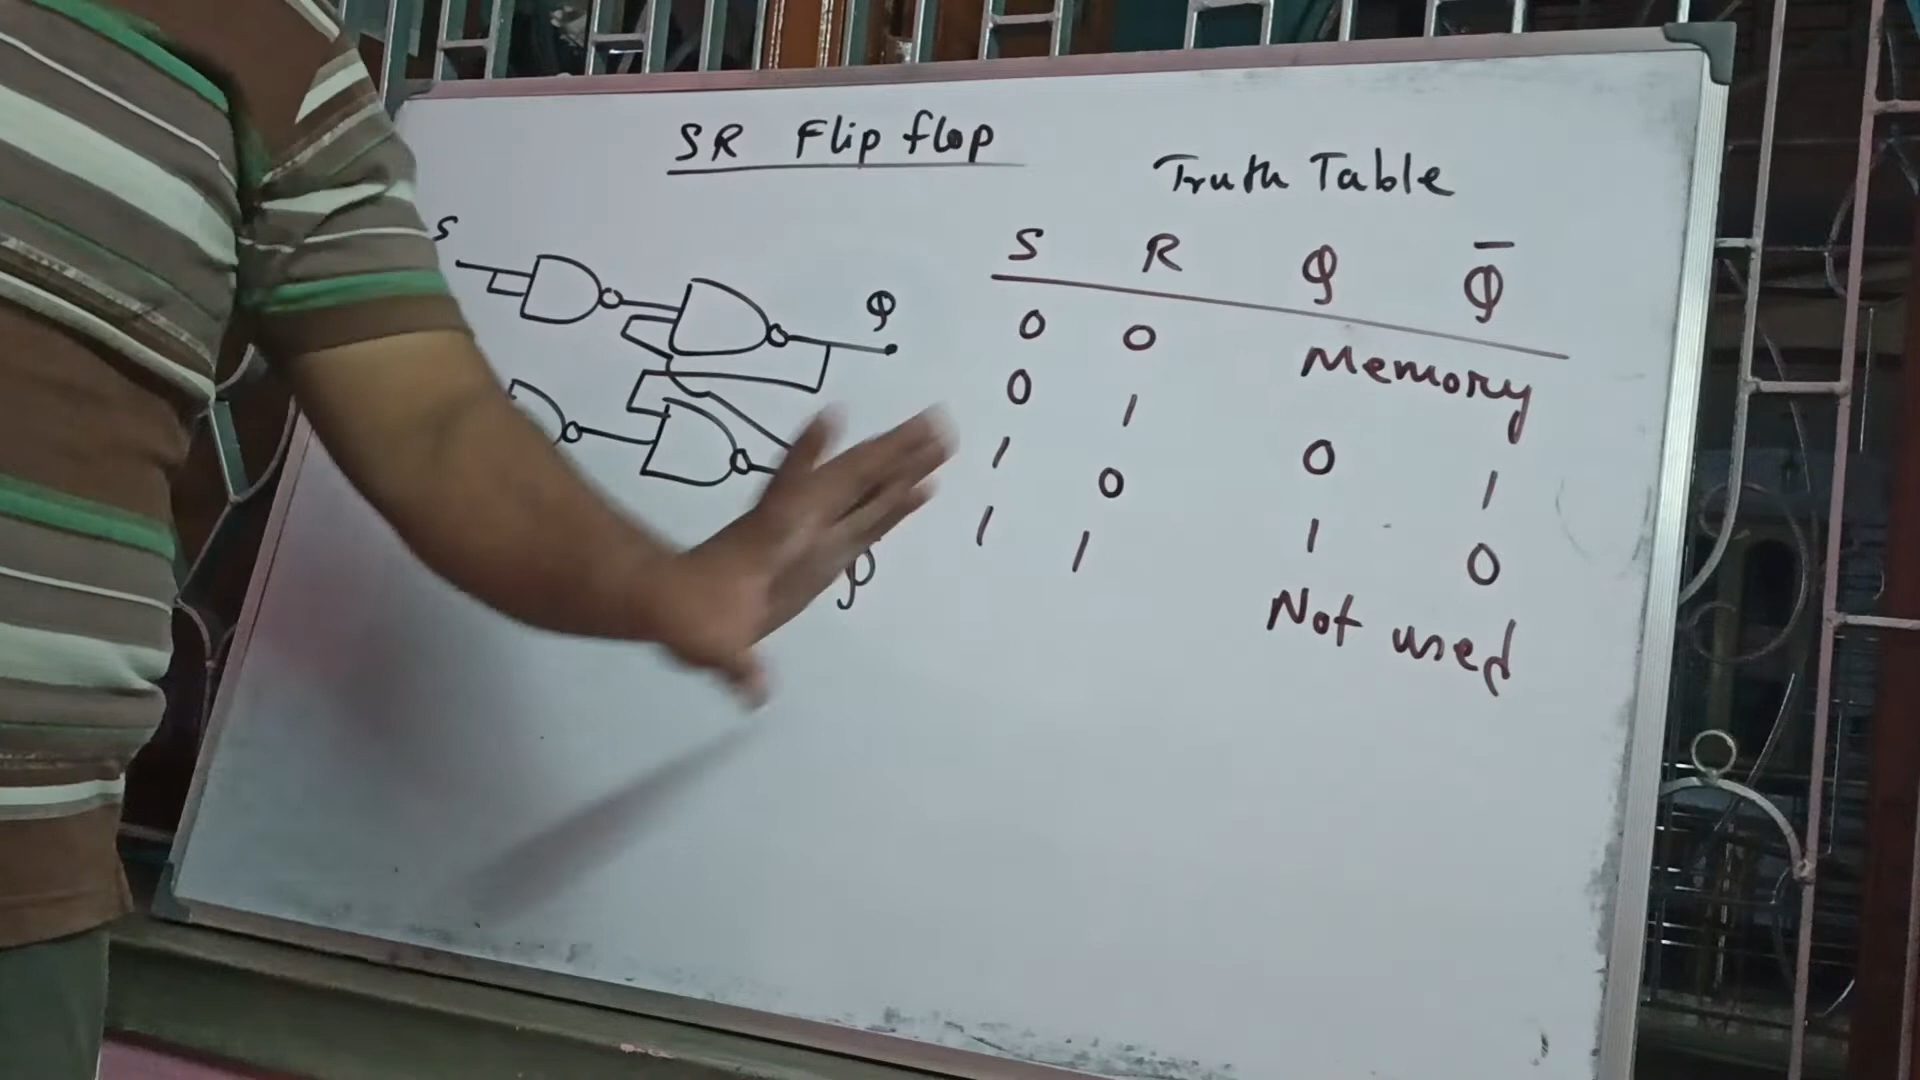 SR Flip flop
Truth Table
S
Q
S R Q Q̅
0 0 Memory
0 1 0 1
1 0 1 0
1 1 Not used